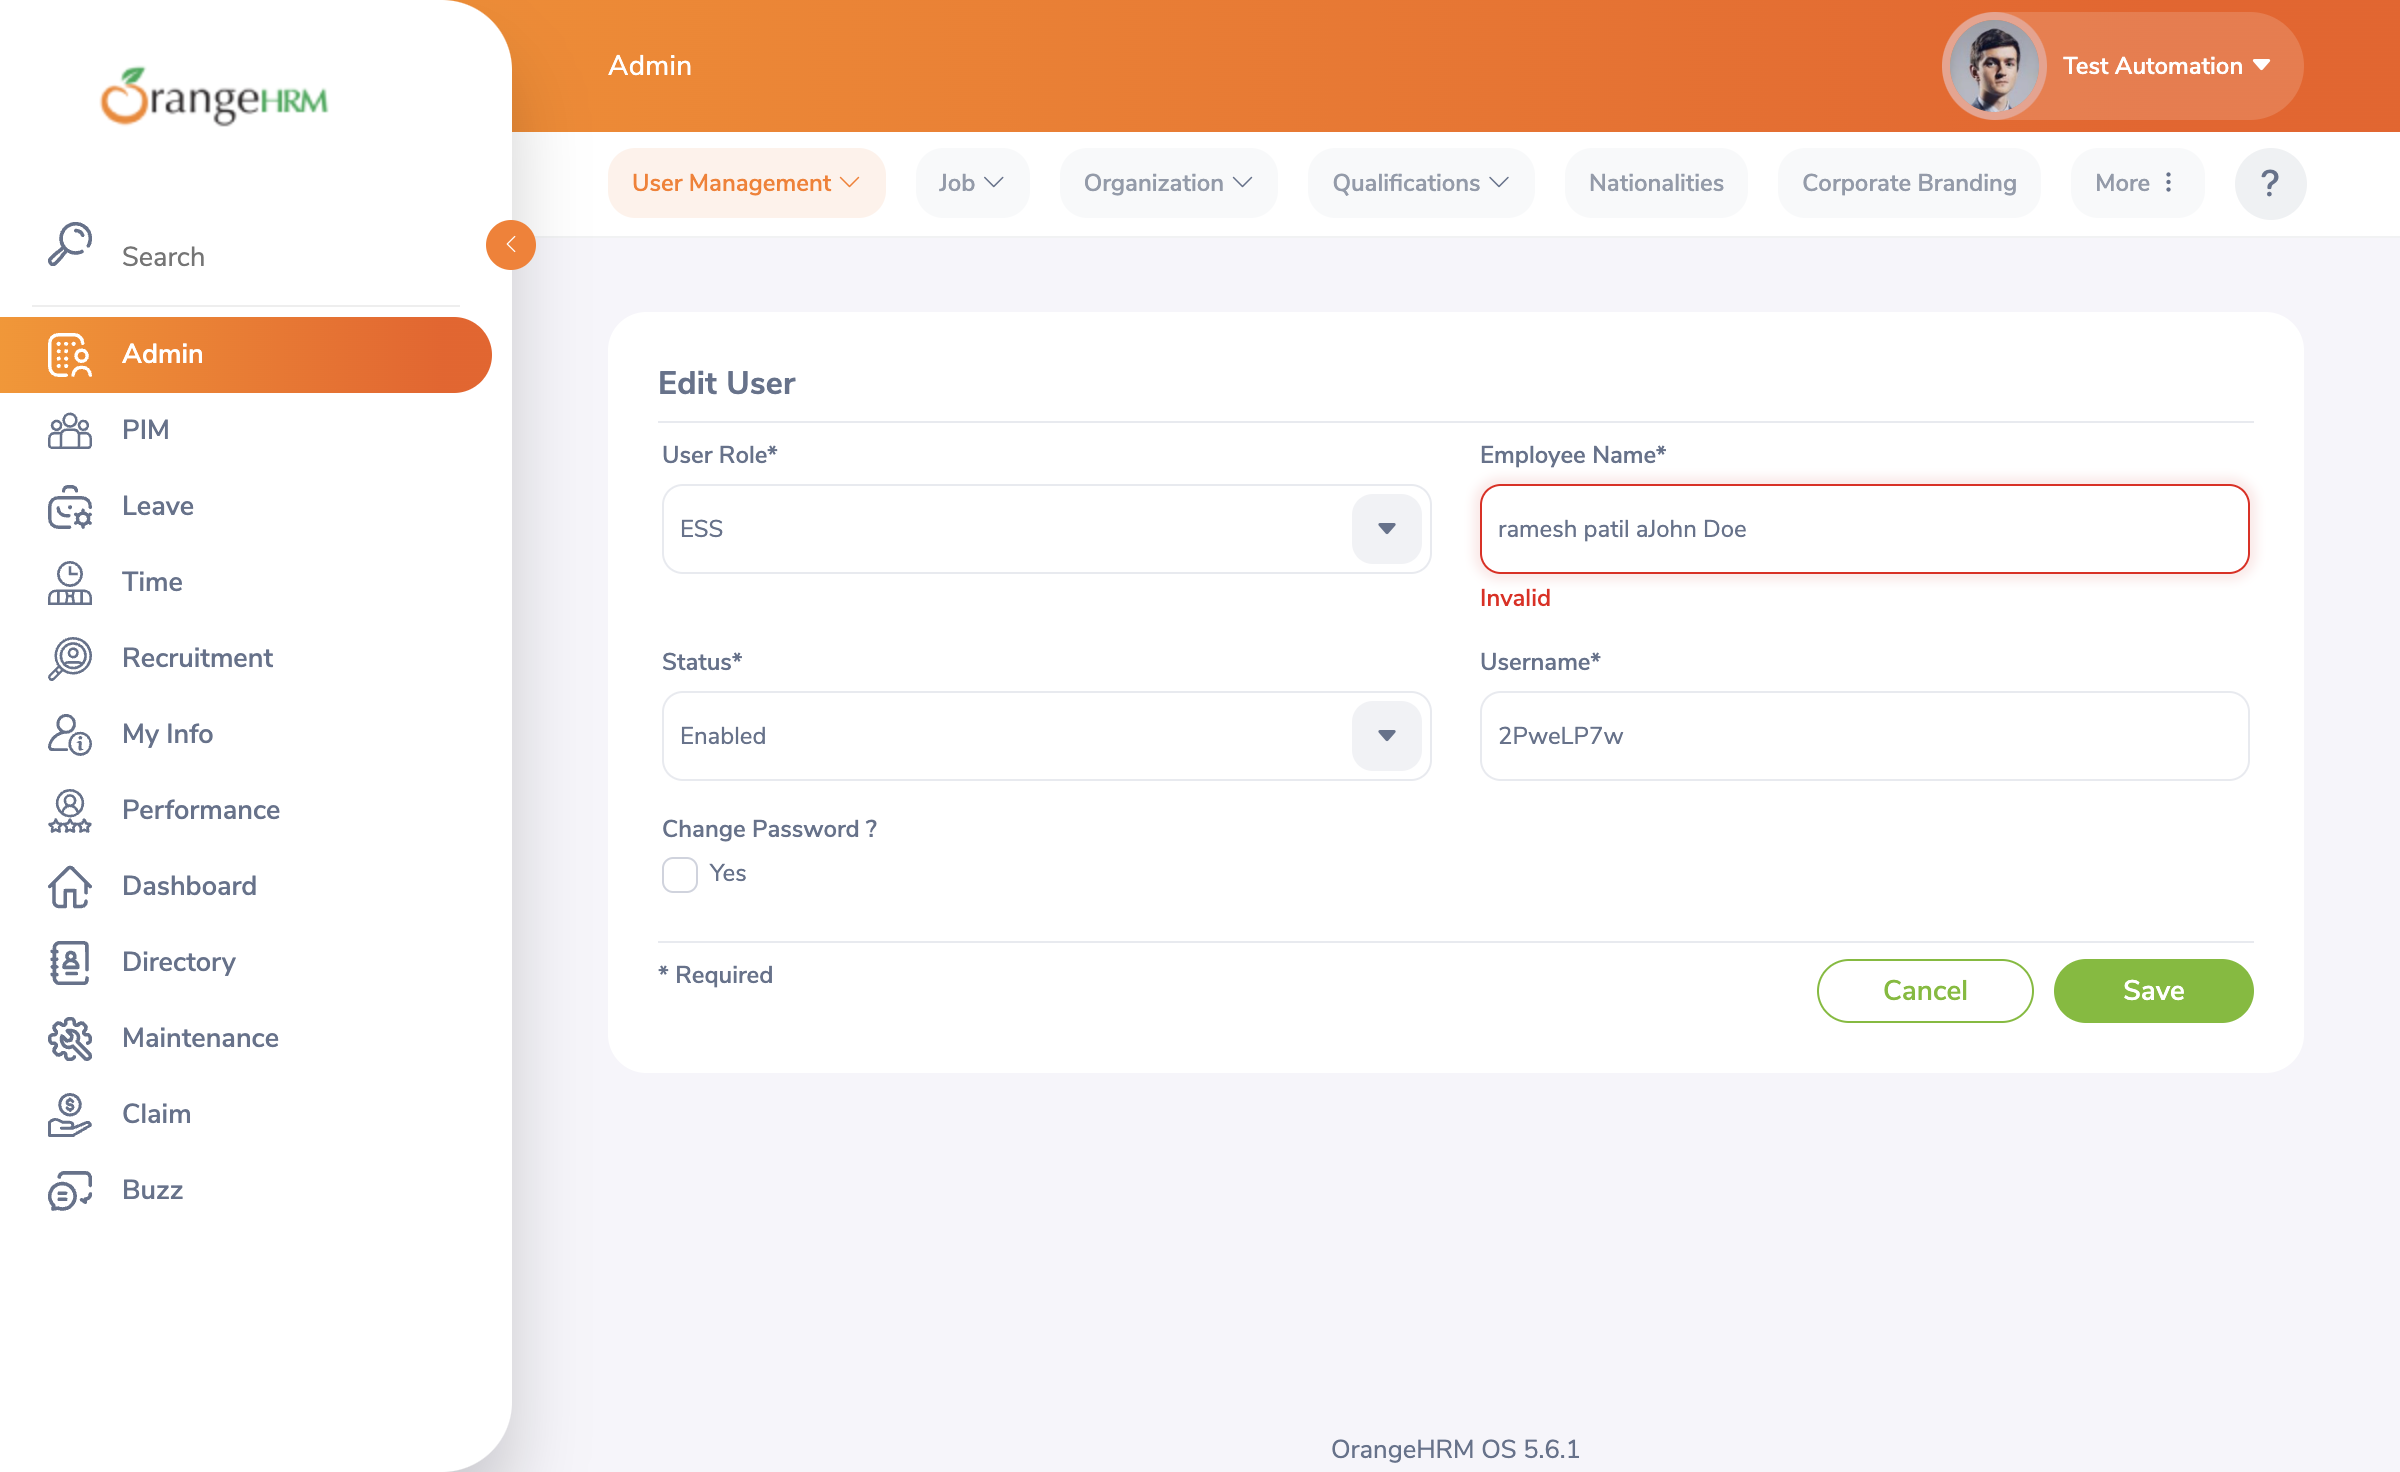 OrangeHRM
Admin
Test Automation
User Management
Job
Organization
Qualifications
Nationalities
Corporate Branding
More
?
Search
Admin
PIM
Leave
Time
Recruitment
My Info
Performance
Dashboard
Directory
Maintenance
Claim
Buzz
Edit User
User Role*
Employee Name*
ESS
ramesh patil aJohn Doe
Invalid
Status*
Username*
Enabled
2PweLP7w
Change Password ?
Yes
* Required
Cancel
Save
OrangeHRM OS 5.6.1